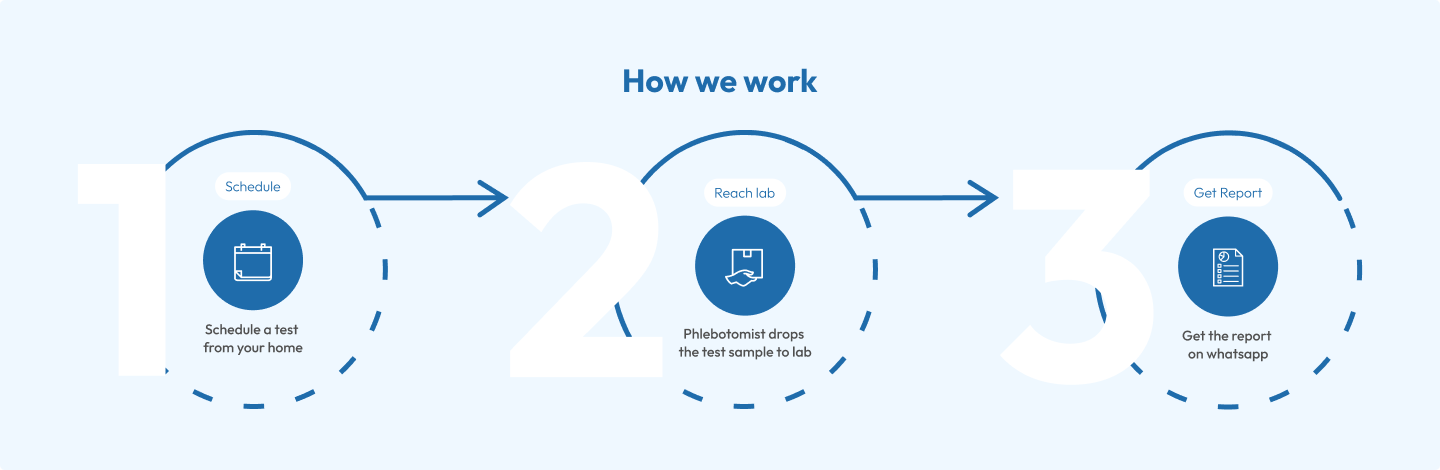 How we work
1
Schedule
Schedule a test
from your home
2
Reach lab
Phlebotomist drops
the test sample to lab
3
Get Report
Get the report
on whatsapp